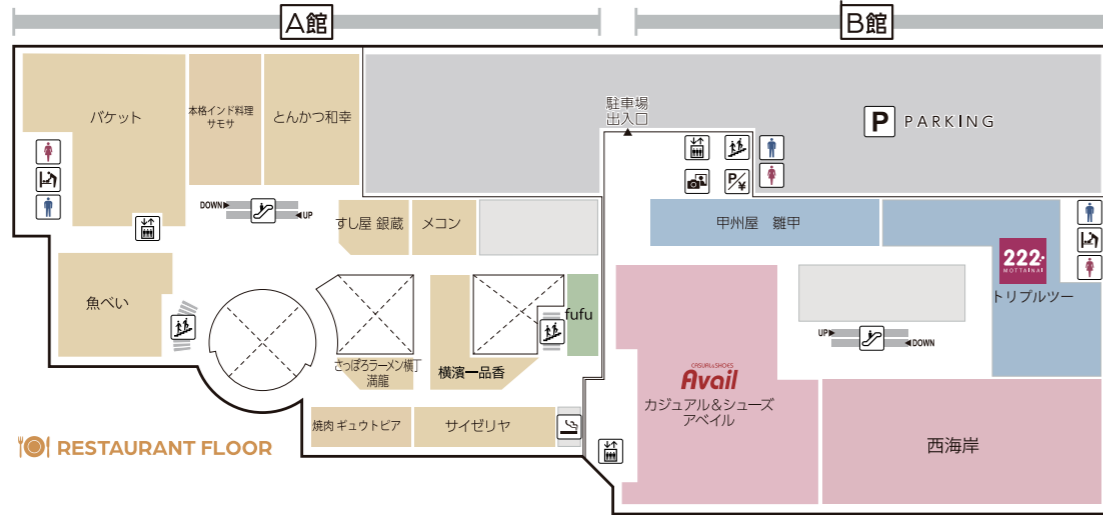 A館
B館
バケット
本格インド料理
サモサ
とんかつ和幸
駐車場
出入口
P PARKING
P/¥
DOWN
UP
すし屋 銀蔵
メコン
甲州屋 雛甲
222
MOTTAINAI
トリプルツー
魚べい
fufu
UP
DOWN
さっぽろラーメン横丁
満龍
横濱一品香
CASUAL&SHOES
Avail
カジュアル&シューズ
アベイル
焼肉 ギュウトピア
サイゼリヤ
西海岸
RESTAURANT FLOOR